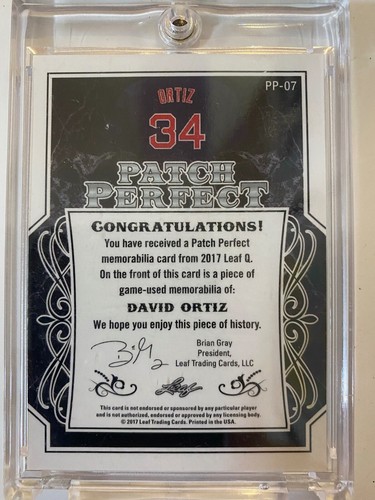 PP-07
ORTIZ
34
PATCH
PERFECT
CONGRATULATIONS!
You have received a Patch Perfect
memorabilia card from 2017 Leaf Q.
On the front of this card is a piece of
game-used memorabilia of:
DAVID ORTIZ
We hope you enjoy this piece of history.
Brian Gray
President,
Leaf Trading Cards, LLC
Leaf
This card is not endorsed or sponsored by any particular player
and is not authorized, endorsed or approved by any licensing body.
© 2017 Leaf Trading Cards. Printed in the USA.